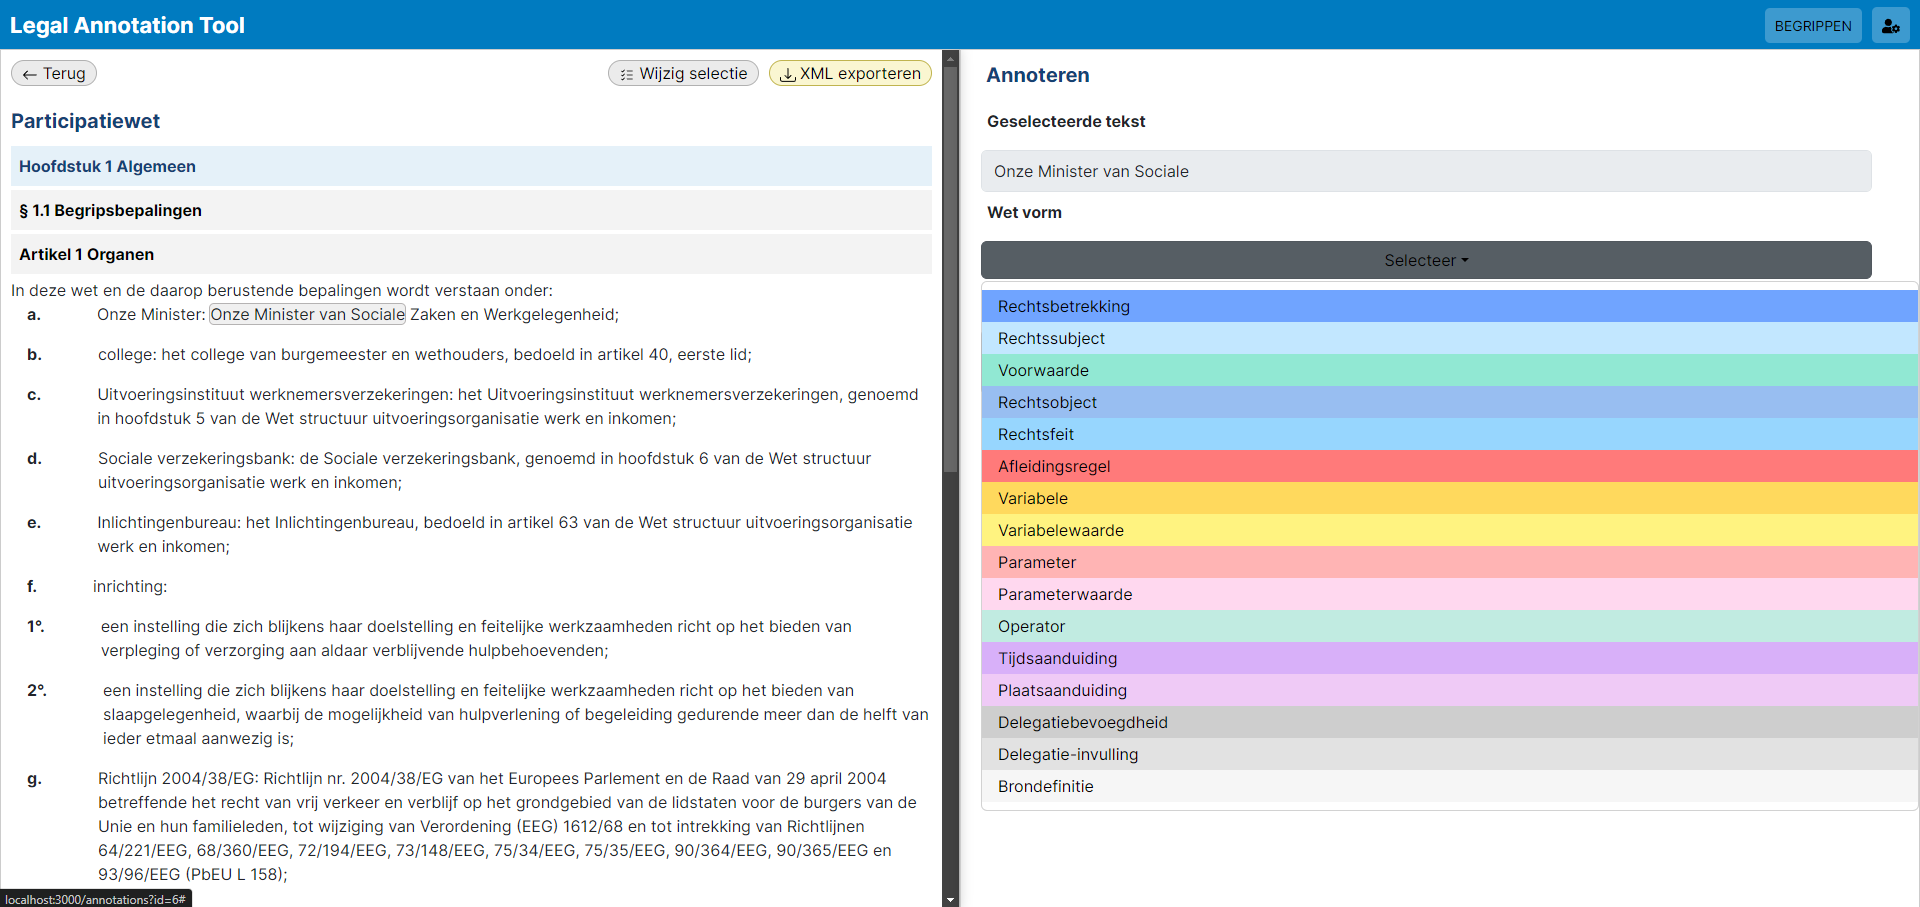 Legal Annotation Tool
BEGRIPPEN
← Terug
Wijzig selectie
XML exporteren
Participatiewet
Hoofdstuk 1 Algemeen
§ 1.1 Begripsbepalingen
Artikel 1 Organen
In deze wet en de daarop berustende bepalingen wordt verstaan onder:
a. Onze Minister: Onze Minister van Sociale Zaken en Werkgelegenheid;
b. college: het college van burgemeester en wethouders, bedoeld in artikel 40, eerste lid;
c. Uitvoeringsinstituut werknemersverzekeringen: het Uitvoeringsinstituut werknemersverzekeringen, genoemd
in hoofdstuk 5 van de Wet structuur uitvoeringsorganisatie werk en inkomen;
d. Sociale verzekeringsbank: de Sociale verzekeringsbank, genoemd in hoofdstuk 6 van de Wet structuur
uitvoeringsorganisatie werk en inkomen;
e. Inlichtingenbureau: het Inlichtingenbureau, bedoeld in artikel 63 van de Wet structuur uitvoeringsorganisatie
werk en inkomen;
f. inrichting:
1°. een instelling die zich blijkens haar doelstelling en feitelijke werkzaamheden richt op het bieden van
verpleging of verzorging aan aldaar verblijvende hulpbehoevenden;
2°. een instelling die zich blijkens haar doelstelling en feitelijke werkzaamheden richt op het bieden van
slaapgelegenheid, waarbij de mogelijkheid van hulpverlening of begeleiding gedurende meer dan de helft van
ieder etmaal aanwezig is;
g. Richtlijn 2004/38/EG: Richtlijn nr. 2004/38/EG van het Europees Parlement en de Raad van 29 april 2004
betreffende het recht van vrij verkeer en verblijf op het grondgebied van de lidstaten voor de burgers van de
Unie en hun familieleden, tot wijziging van Verordening (EEG) 1612/68 en tot intrekking van Richtlijnen
64/221/EEG, 68/360/EEG, 72/194/EEG, 73/148/EEG, 75/34/EEG, 75/35/EEG, 90/364/EEG, 90/365/EEG en
93/96/EEG (PbEU L 158);
localhost:3000/annotations?id=6#
Annoteren
Geselecteerde tekst
Onze Minister van Sociale
Wet vorm
Selecteer
Rechtsbetrekking
Rechtssubject
Voorwaarde
Rechtsobject
Rechtsfeit
Afleidingsregel
Variabele
Variabelewaarde
Parameter
Parameterwaarde
Operator
Tijdsaanduiding
Plaatsaanduiding
Delegatiebevoegdheid
Delegatie-invulling
Brondefinitie